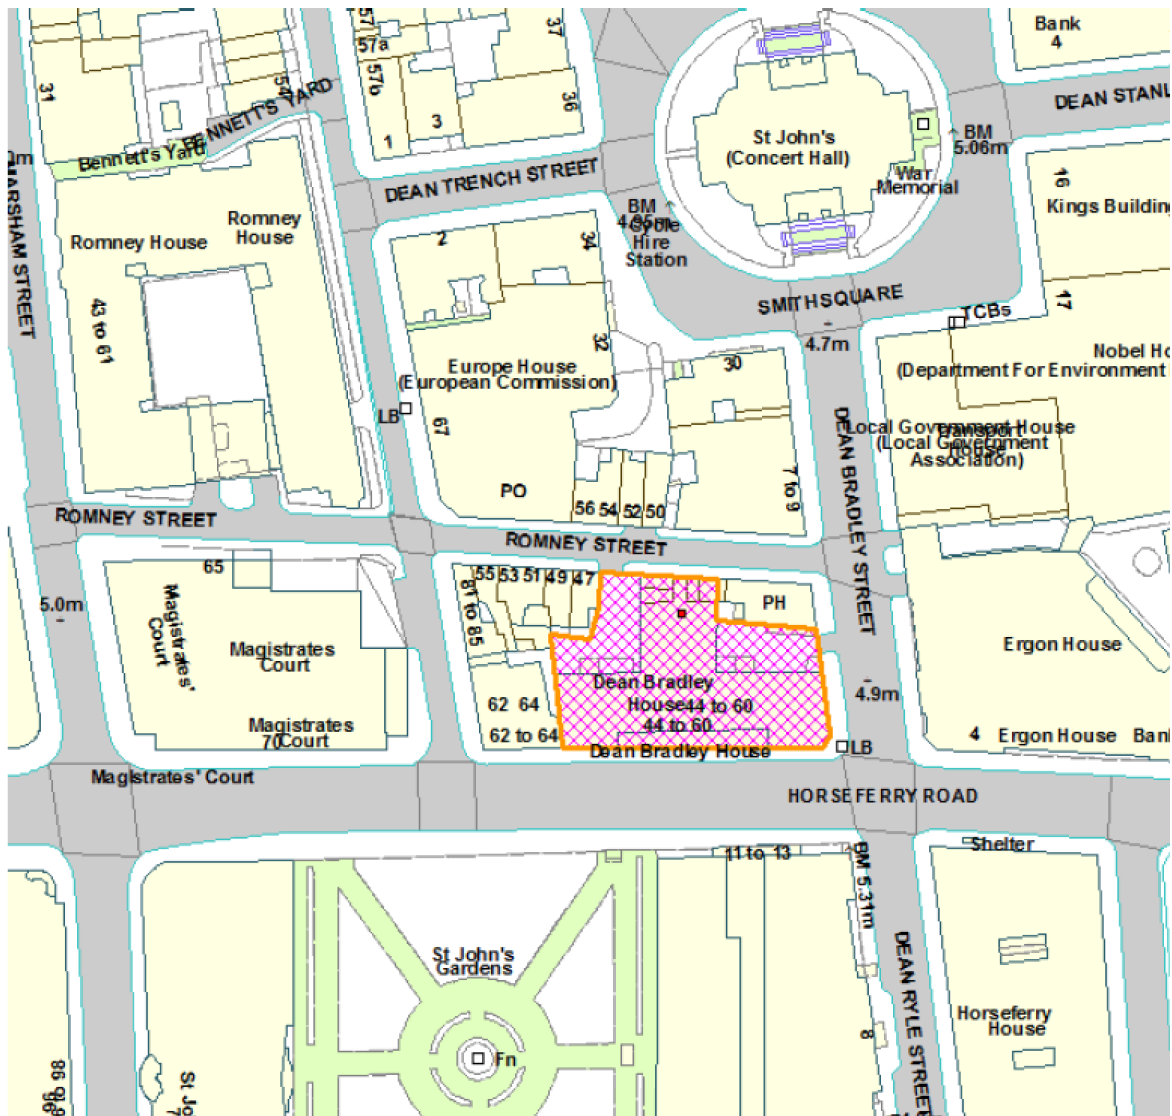 57
57a
57b
37
Bank
4
31
54
36
BENNETT'S YARD
Bennett's Yard
1
3
DEAN TRENCH STREET
St John's
(Concert Hall)
BM
5.06m
War
Memorial
16
Kings Building
MARSHAM STREET
Romney House
Romney
House
2
34
BM
4.95m
Cycle
Hire
Station
SMITH SQUARE
TCBs
17
4.7m
43 to 61
32
30
Europe House
(European Commission)
LB
67
Nobel Ho
(Department For Environment
Local Government House
(Local Government
Association)
Transport
House
DEAN BRADLEY STREET
7 to 9
PO
56
54
52
50
ROMNEY STREET
ROMNEY STREET
65
5.0m
Magistrates'
Court
Magistrates
Court
Magistrates
Court
70
81 to 85
55
53
51
49
47
PH
Ergon House
62
64
62 to 64
Dean Bradley
House
44 to 60
44 to 60
Dean Bradley House
4.9m
LB
4
Ergon House
Bank
Magistrates' Court
HORSEFERRY ROAD
11 to 13
BM 5.31m
Shelter
St John's
Gardens
DEAN RYLE STREET
Horseferry
House
8
Fn
St Jo